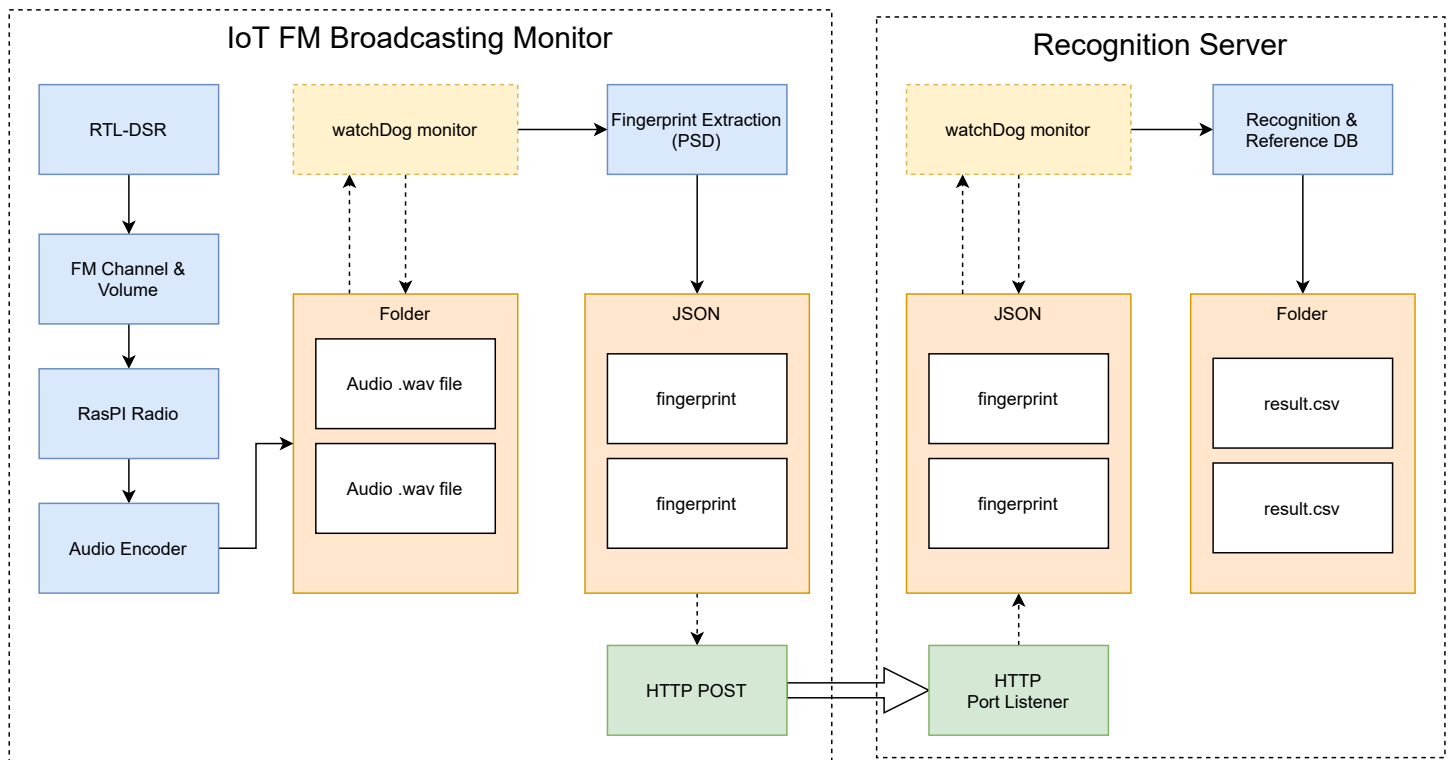 IoT FM Broadcasting Monitor
RTL-DSR
FM Channel &
Volume
RasPI Radio
Audio Encoder
watchDog monitor
Folder
Audio .wav file
Audio .wav file
Fingerprint Extraction
(PSD)
JSON
fingerprint
fingerprint
HTTP POST
Recognition Server
watchDog monitor
JSON
fingerprint
fingerprint
HTTP
Port Listener
Recognition &
Reference DB
Folder
result.csv
result.csv